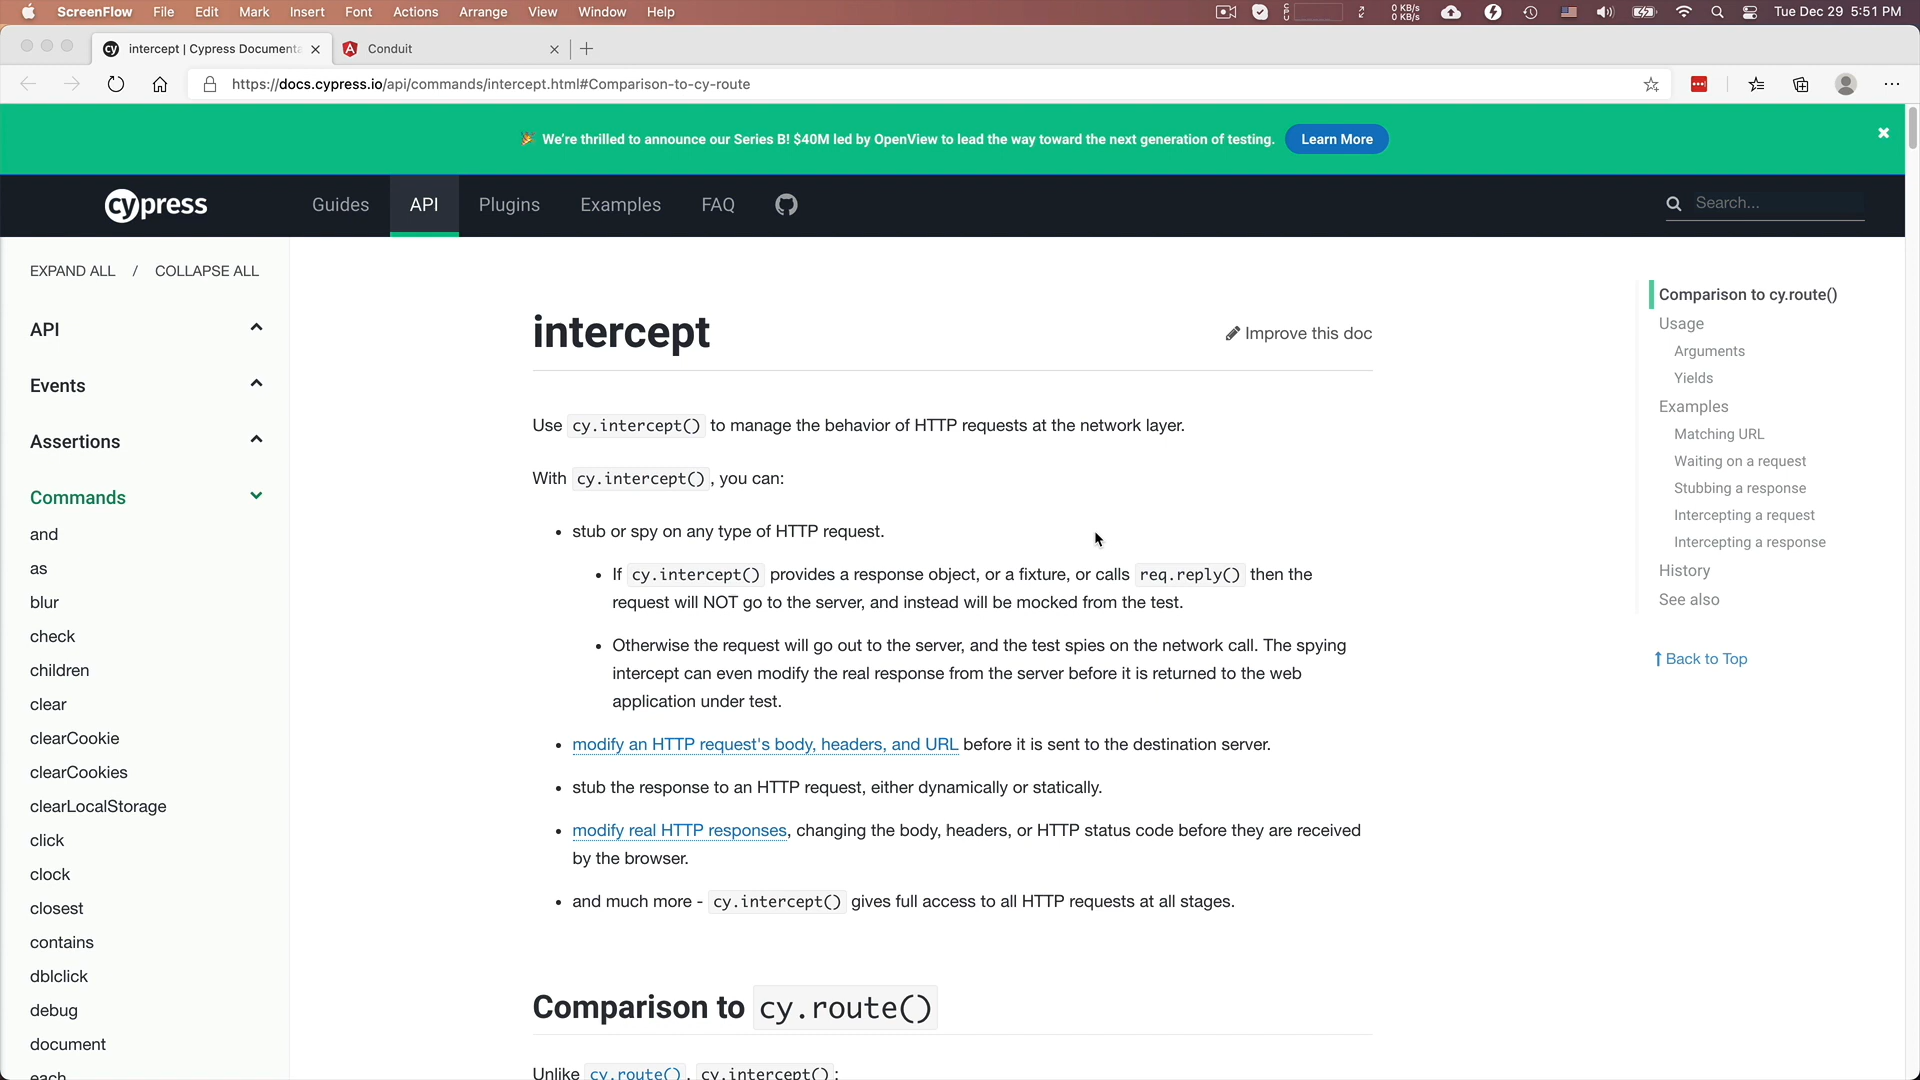 ScreenFlow File Edit Mark Insert Font Actions Arrange View Window Help 0 KB/s 0 KB/s Tue Dec 29 5:51 PM
intercept | Cypress Documenta Conduit
https://docs.cypress.io/api/commands/intercept.html#Comparison-to-cy-route
We're thrilled to announce our Series B! $40M led by OpenView to lead the way toward the next generation of testing. Learn More
cypress Guides API Plugins Examples FAQ Search...
EXPAND ALL / COLLAPSE ALL
API
Events
Assertions
Commands
and
as
blur
check
children
clear
clearCookie
clearCookies
clearLocalStorage
click
clock
closest
contains
dblclick
debug
document
each
intercept Improve this doc
Use cy.intercept() to manage the behavior of HTTP requests at the network layer.
With cy.intercept(), you can:
• stub or spy on any type of HTTP request.
• If cy.intercept() provides a response object, or a fixture, or calls req.reply() then the
request will NOT go to the server, and instead will be mocked from the test.
• Otherwise the request will go out to the server, and the test spies on the network call. The spying
intercept can even modify the real response from the server before it is returned to the web
application under test.
• modify an HTTP request's body, headers, and URL before it is sent to the destination server.
• stub the response to an HTTP request, either dynamically or statically.
• modify real HTTP responses, changing the body, headers, or HTTP status code before they are received
by the browser.
• and much more - cy.intercept() gives full access to all HTTP requests at all stages.
Comparison to cy.route()
Unlike cy.route(), cy.intercept():
Comparison to cy.route()
Usage
Arguments
Yields
Examples
Matching URL
Waiting on a request
Stubbing a response
Intercepting a request
Intercepting a response
History
See also
Back to Top